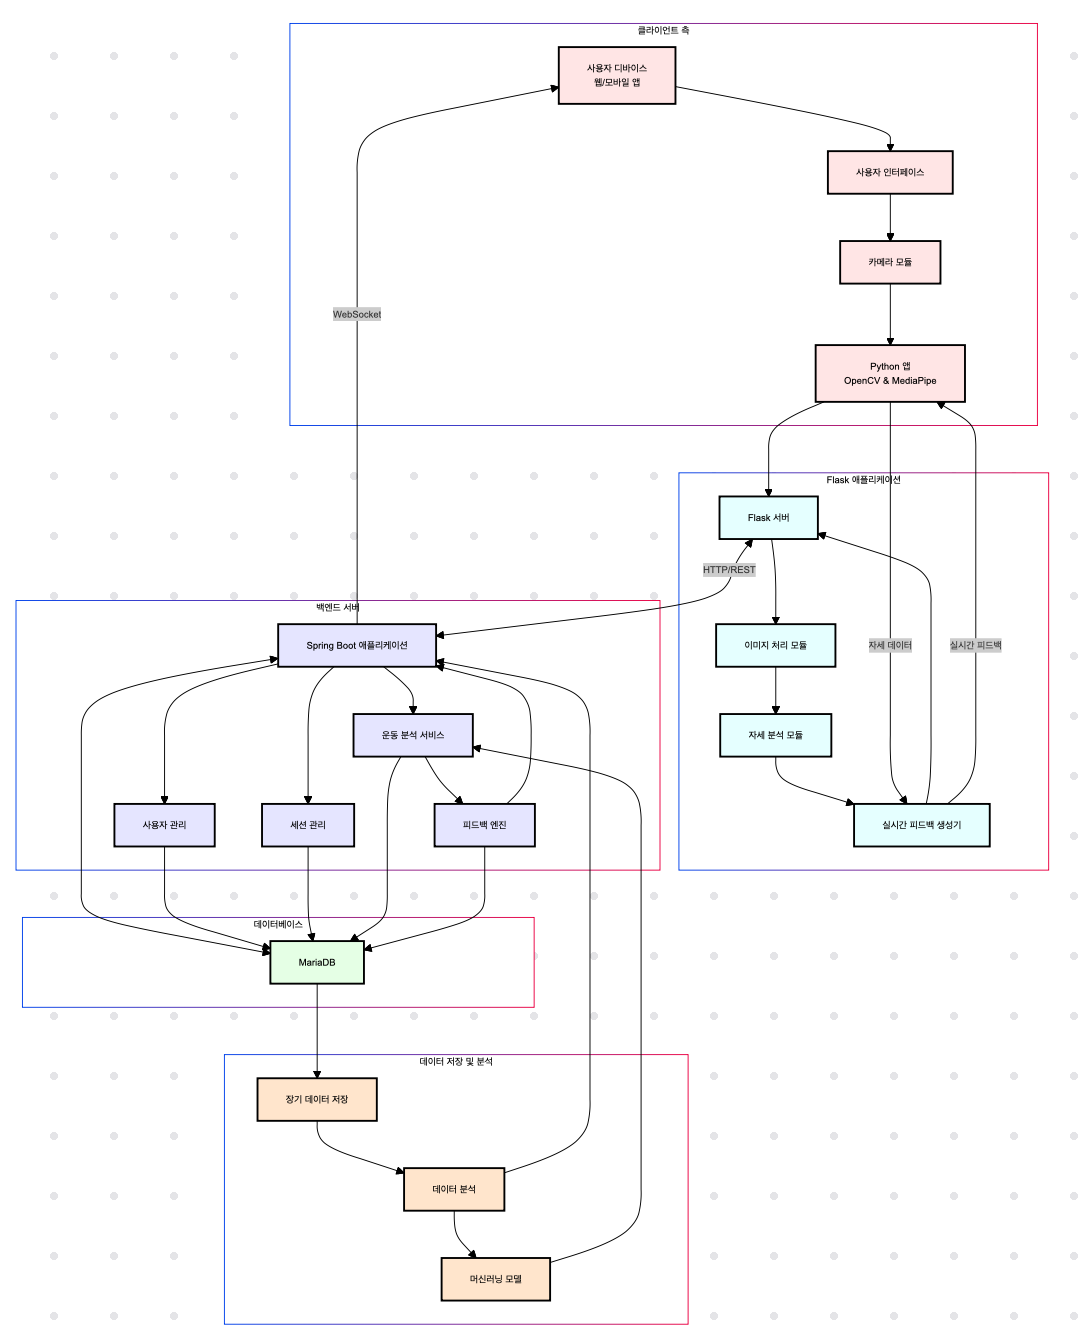 클라이언트 측
사용자 디바이스
웹/모바일 앱
사용자 인터페이스
카메라 모듈
WebSocket
Python 앱
OpenCV & MediaPipe
Flask 애플리케이션
Flask 서버
HTTP/REST
백엔드 서버
Spring Boot 애플리케이션
이미지 처리 모듈
자세 데이터
실시간 피드백
운동 분석 서비스
자세 분석 모듈
사용자 관리
세션 관리
피드백 엔진
실시간 피드백 생성기
데이터베이스
MariaDB
데이터 저장 및 분석
장기 데이터 저장
데이터 분석
머신러닝 모델